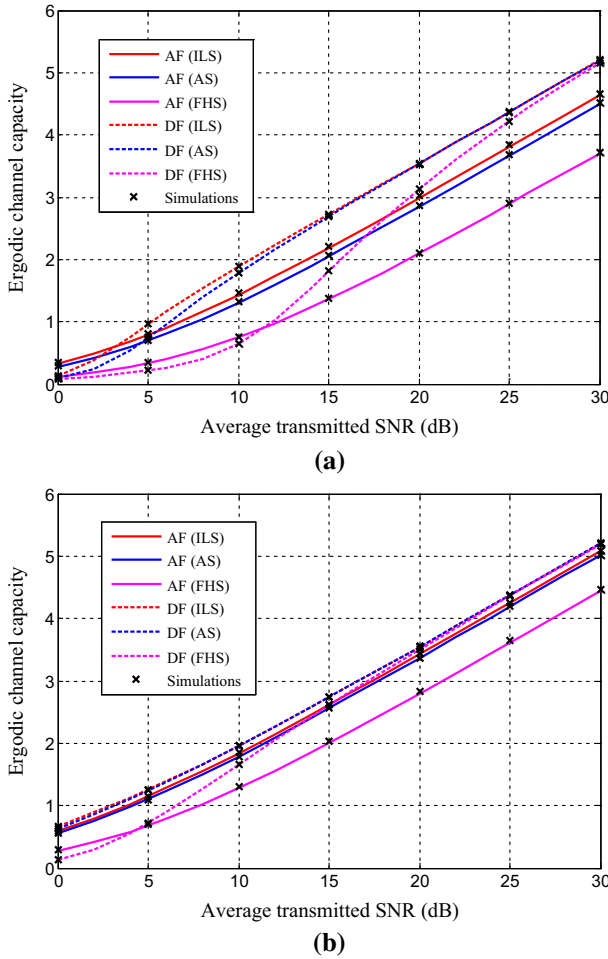 6
5
4
3
2
1
0
Ergodic channel capacity
AF (ILS)
AF (AS)
AF (FHS)
DF (ILS)
DF (AS)
DF (FHS)
Simulations
0 5 10 15 20 25 30
Average transmitted SNR (dB)
(a)
6
5
4
3
2
1
0
Ergodic channel capacity
AF (ILS)
AF (AS)
AF (FHS)
DF (ILS)
DF (AS)
DF (FHS)
Simulations
0 5 10 15 20 25 30
Average transmitted SNR (dB)
(b)